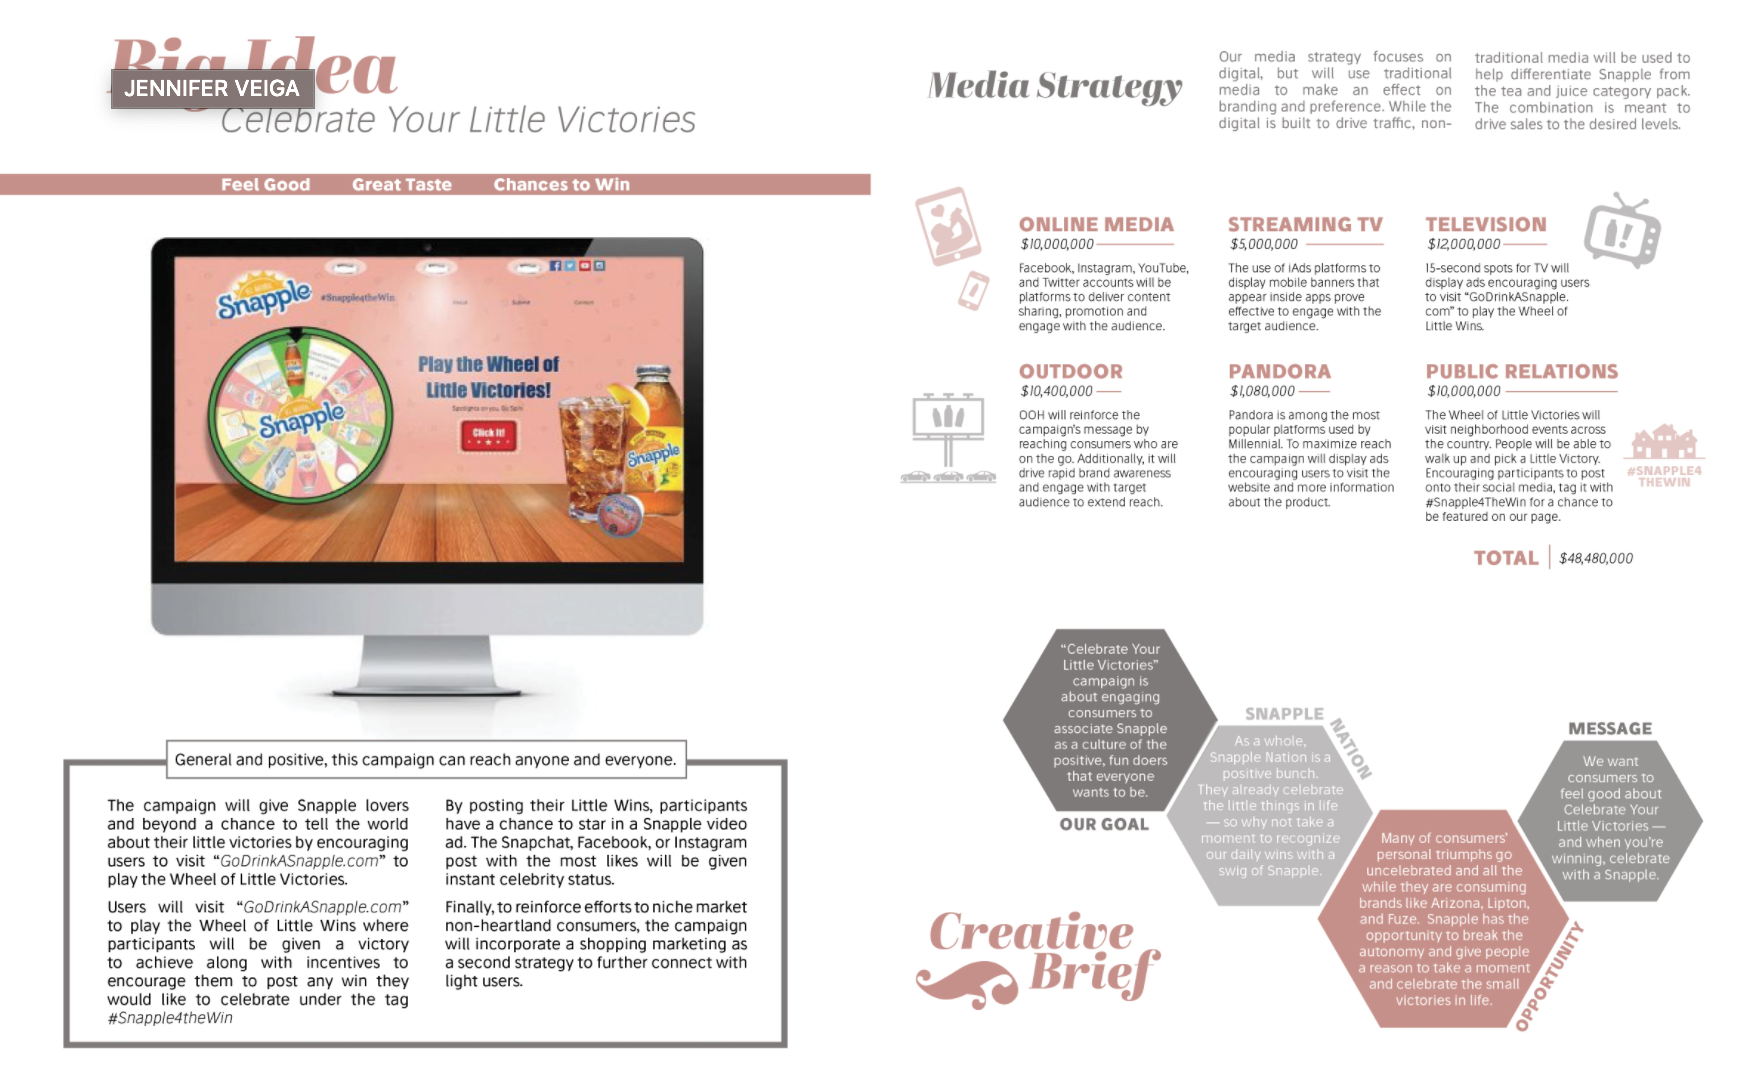 Big Idea
JENNIFER VEIGA
Celebrate Your Little Victories
Feel Good Great Taste Chances to Win
Snapple
#Snapple4theWin
About Submit Contact
Play the Wheel of
Little Victories!
Click It!
Snapple
Snapple
General and positive, this campaign can reach anyone and everyone.
The campaign will give Snapple lovers
and beyond a chance to tell the world
about their little victories by encouraging
users to visit “GoDrinkASnapple.com” to
play the Wheel of Little Victories.
Users will visit “GoDrinkASnapple.com”
to play the Wheel of Little Wins where
participants will be given a victory
to achieve along with incentives to
encourage them to post any win they
would like to celebrate under the tag
#Snapple4theWin
By posting their Little Wins, participants
have a chance to star in a Snapple video
ad. The Snapchat, Facebook, or Instagram
post with the most likes will be given
instant celebrity status.
Finally, to reinforce efforts to niche market
non-heartland consumers, the campaign
will incorporate a shopping marketing as
a second strategy to further connect with
light users.
Media Strategy
Our media strategy focuses on
digital, but will use traditional
media to make an effect on
branding and preference. While the
digital is built to drive traffic, non-
traditional media will be used to
help differentiate Snapple from
the tea and juice category pack.
The combination is meant to
drive sales to the desired levels.
ONLINE MEDIA
$10,000,000
Facebook, Instagram, YouTube,
and Twitter accounts will be
platforms to deliver content
sharing, promotion and
engage with the audience.
STREAMING TV
$5,000,000
The use of iAds platforms to
display mobile banners that
appear inside apps prove
effective to engage with the
target audience.
TELEVISION
$12,000,000
15-second spots for TV will
display ads encouraging users
to visit “GoDrinkASnapple.
com” to play the Wheel of
Little Wins.
OUTDOOR
$10,400,000
OOH will reinforce the
campaign’s message by
reaching consumers who are
on the go. Additionally, it will
drive rapid brand awareness
and engage with target
audience to extend reach.
PANDORA
$1,080,000
Pandora is among the most
popular platforms used by
Millennial. To maximize reach
the campaign will display ads
encouraging users to visit the
website and more information
about the product.
PUBLIC RELATIONS
$10,000,000
The Wheel of Little Victories will
visit neighborhood events across
the country. People will be able to
walk up and pick a Little Victory.
Encouraging participants to post
onto their social media, tag it with
#Snapple4TheWin for a chance to
be featured on our page.
#SNAPPLE4
THEWIN
TOTAL $48,480,000
“Celebrate Your
Little Victories”
campaign is
about engaging
consumers to
associate Snapple
as a culture of the
positive, fun doers
that everyone
wants to be.
OUR GOAL
SNAPPLE
NATION
As a whole,
Snapple Nation is a
positive bunch.
They already celebrate
the little things in life
— so why not take a
moment to recognize
our daily wins with a
swig of Snapple.
Many of consumers’
personal triumphs go
uncelebrated and all the
while they are consuming
brands like Arizona, Lipton,
and Fuze. Snapple has the
opportunity to break the
autonomy and give people
a reason to take a moment
and celebrate the small
victories in life.
OPPORTUNITY
MESSAGE
We want
consumers to
feel good about
Celebrate Your
Little Victories —
and when you’re
winning, celebrate
with a Snapple.
Creative
Brief